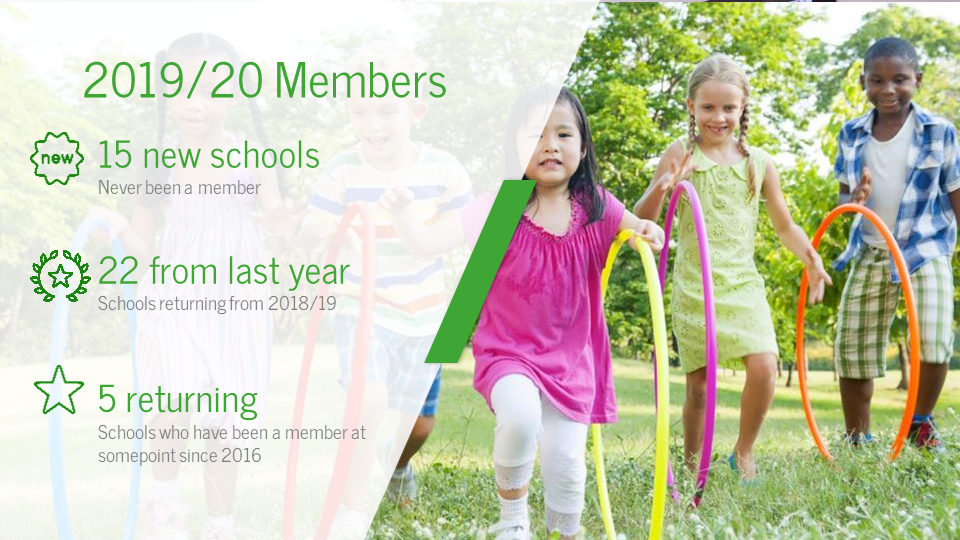 2019/20 Members
new
15 new schools
Never been a member
22 from last year
Schools returning from 2018/19
5 returning
Schools who have been a member at
somepoint since 2016